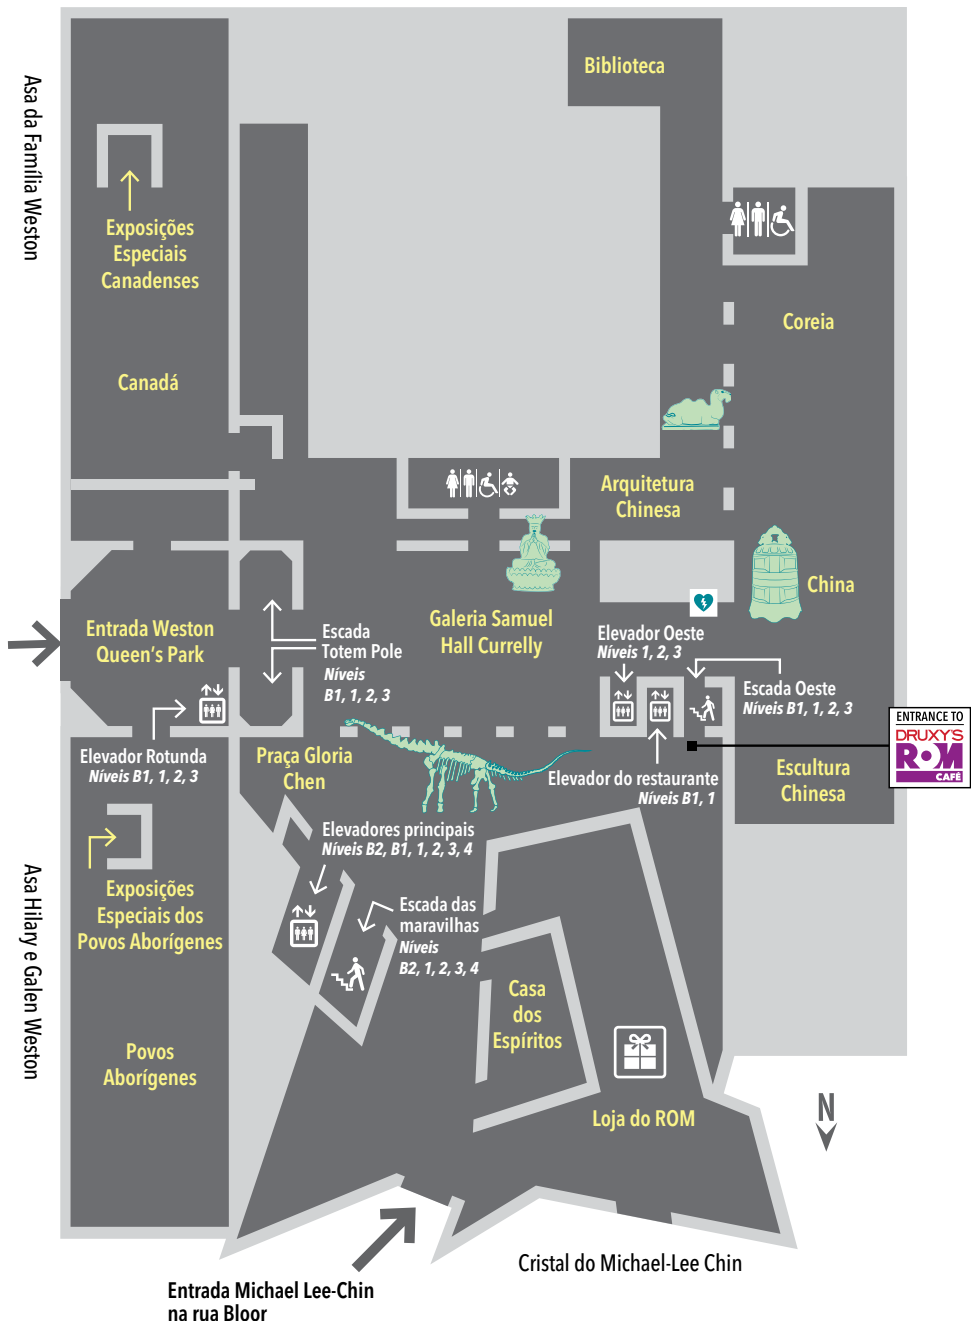 Biblioteca
Asa da Família Weston
Exposições
Especiais
Canadenses
Coreia
Canadá
Arquitetura
Chinesa
China
Galeria Samuel
Hall Currelly
Entrada Weston
Queen's Park
Escada
Totem Pole
Níveis
B1, 1, 2, 3
Elevador Oeste
Níveis 1, 2, 3
Escada Oeste
Níveis B1, 1, 2, 3
ENTRANCE TO
DRUXY'S
ROM
CAFÉ
Elevador Rotunda
Níveis B1, 1, 2, 3
Praça Gloria
Chen
Elevador do restaurante
Níveis B1, 1
Escultura
Chinesa
Elevadores principais
Níveis B2, B1, 1, 2, 3, 4
Asa Hilary e Galen Weston
Exposições
Especiais dos
Povos Aborígenes
Escada das
maravilhas
Níveis
B2, 1, 2, 3, 4
Casa
dos
Espíritos
Povos
Aborígenes
Loja do ROM
N
Cristal do Michael-Lee Chin
Entrada Michael Lee-Chin
na rua Bloor